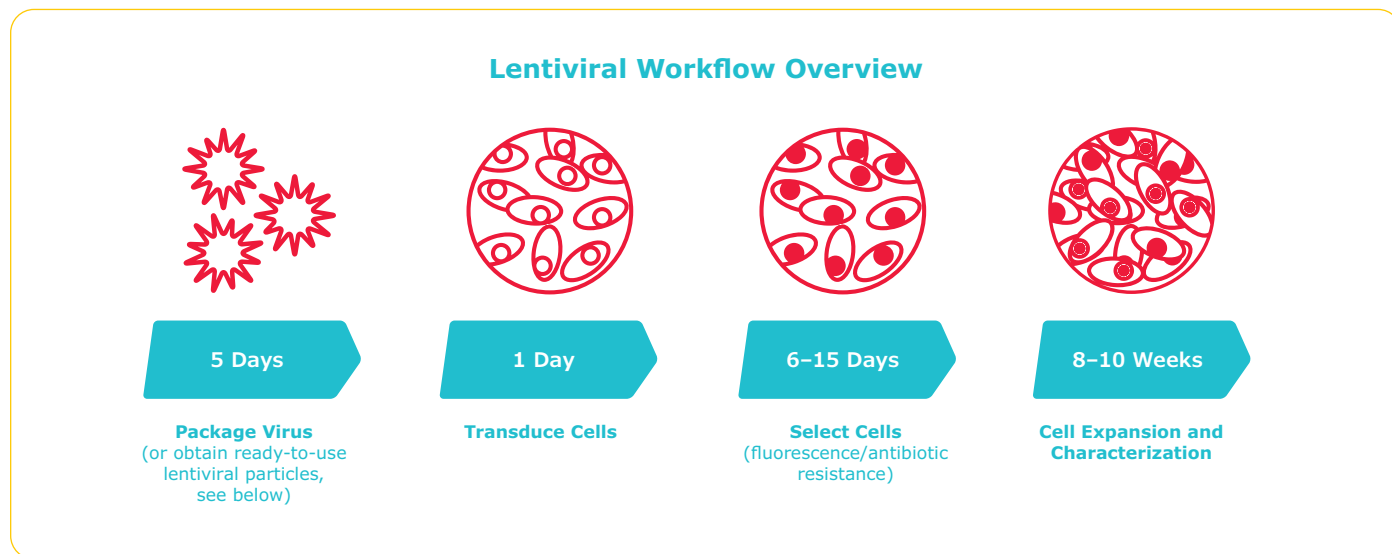 Lentiviral Workflow Overview
5 Days
1 Day
6–15 Days
8–10 Weeks
Package Virus
(or obtain ready-to-use
lentiviral particles,
see below)
Transduce Cells
Select Cells
(fluorescence/antibiotic
resistance)
Cell Expansion and
Characterization